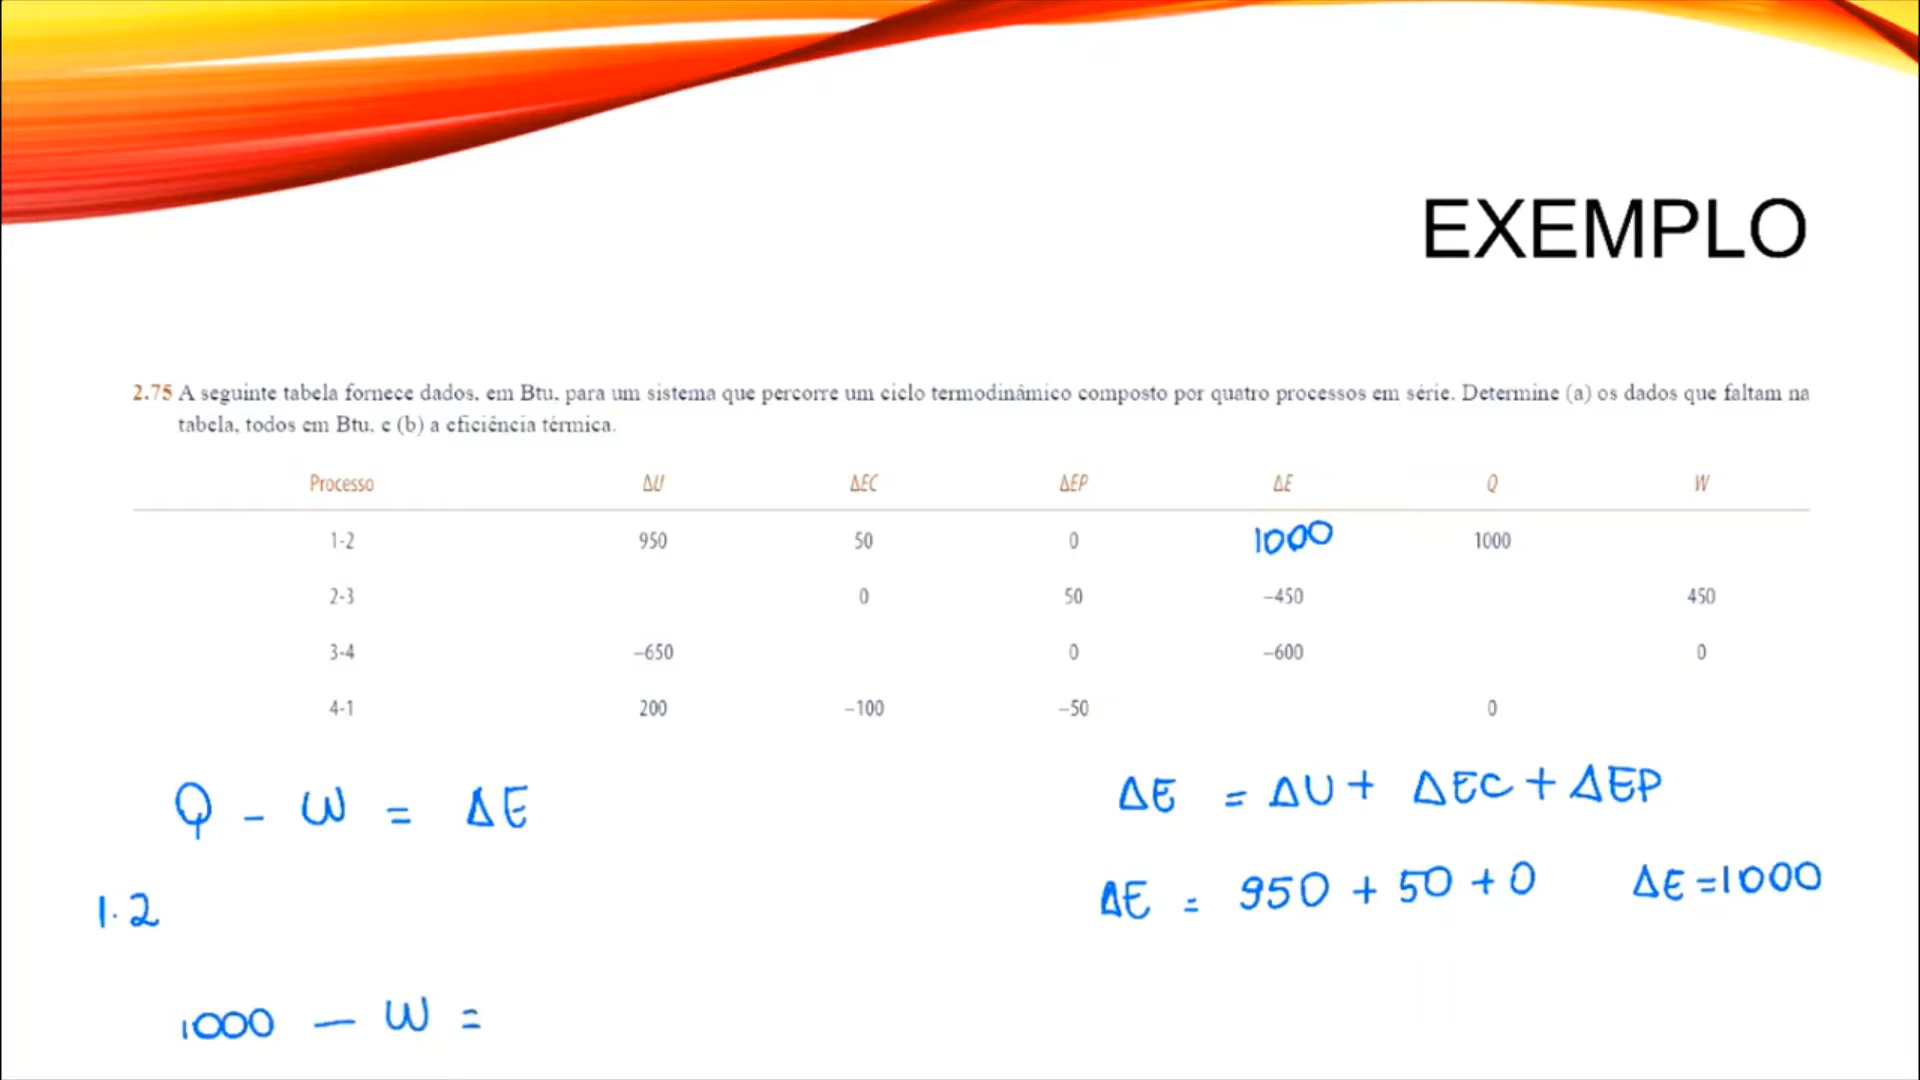 EXEMPLO
2.75 A seguinte tabela fornece dados, em Btu, para um sistema que percorre um ciclo termodinâmico composto por quatro processos em série. Determine (a) os dados que faltam na
tabela, todos em Btu, e (b) a eficiência térmica.
Processo ΔU ΔEC ΔEP ΔE Q W
1-2 950 50 0 1000 1000
2-3 0 50 –450 450
3-4 –650 0 –600 0
4-1 200 –100 –50 0
Q - W = ΔE
ΔE = ΔU + ΔEC + ΔEP
1.2
ΔE = 950 + 50 + 0 ΔE = 1000
1000 — W =